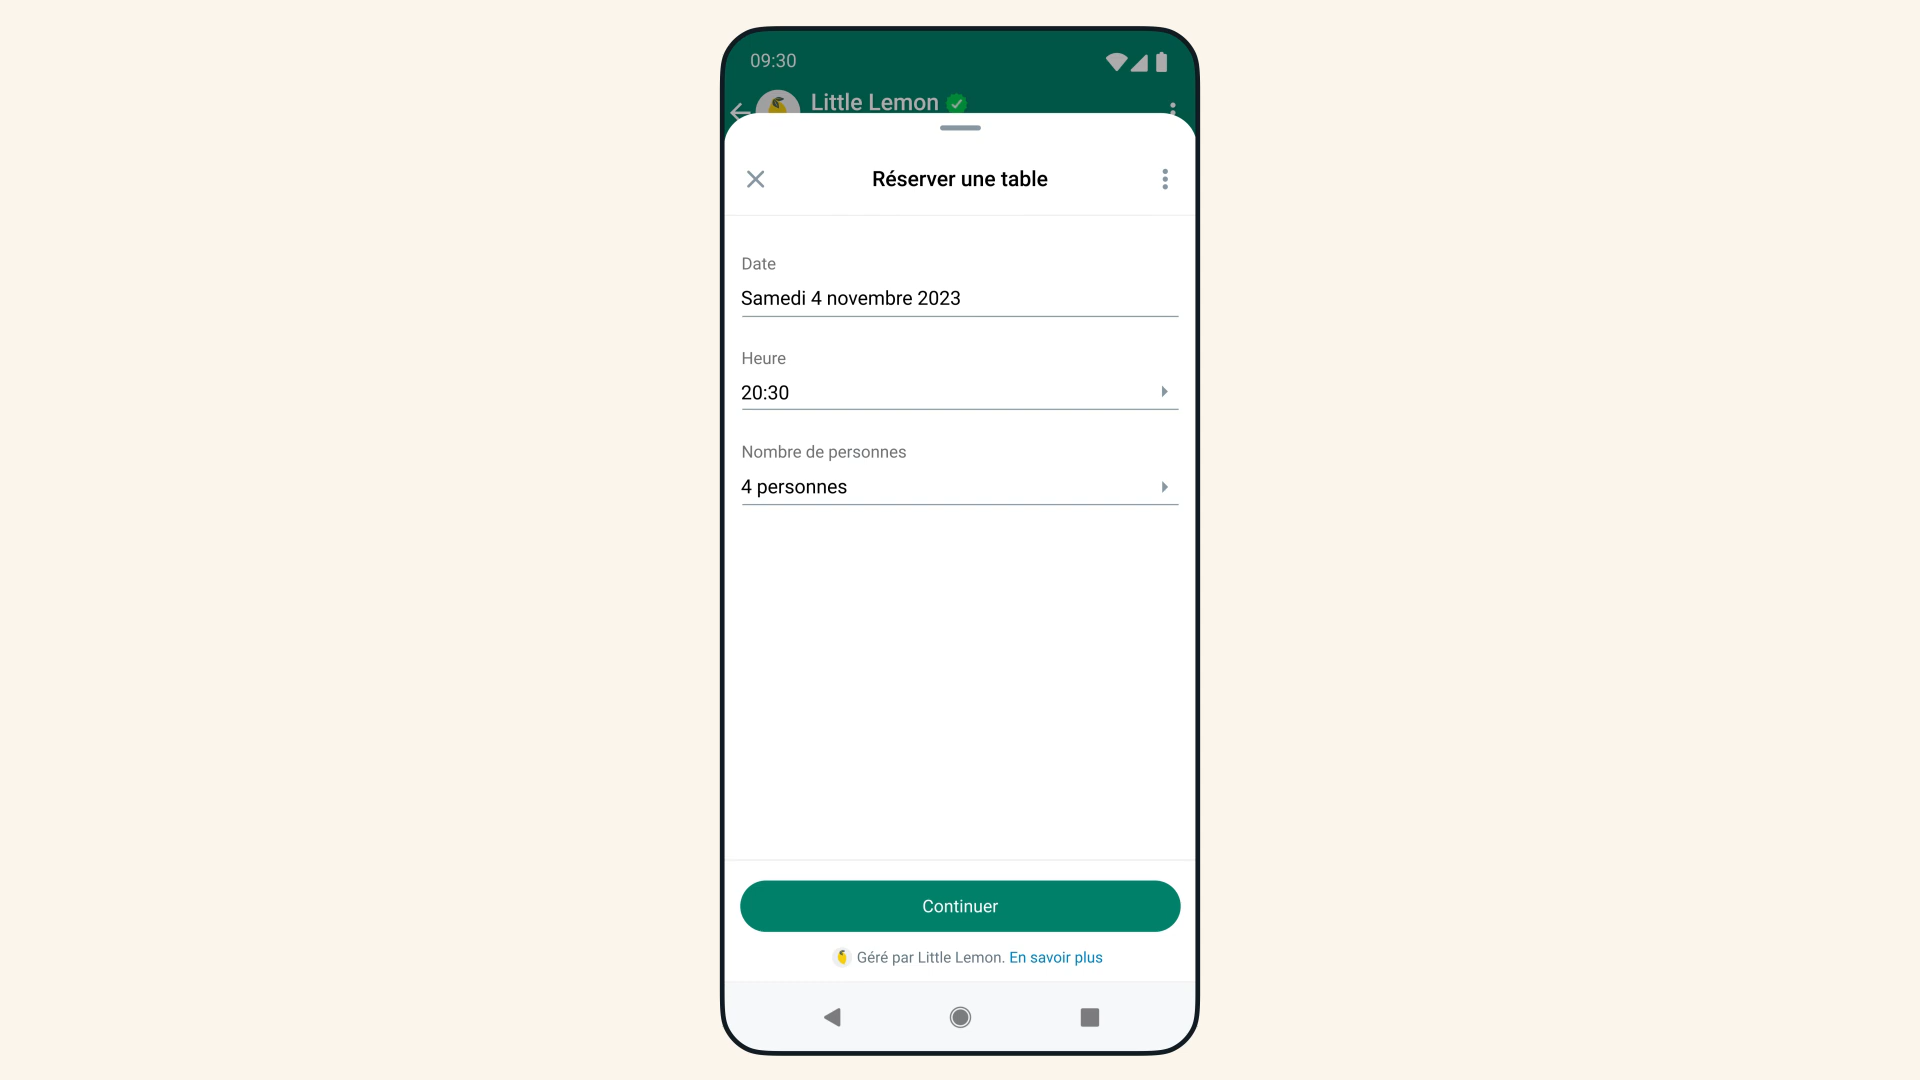 09:30
Little Lemon
Réserver une table
Date
Samedi 4 novembre 2023
Heure
20:30
Nombre de personnes
4 personnes
Continuer
Géré par Little Lemon. En savoir plus